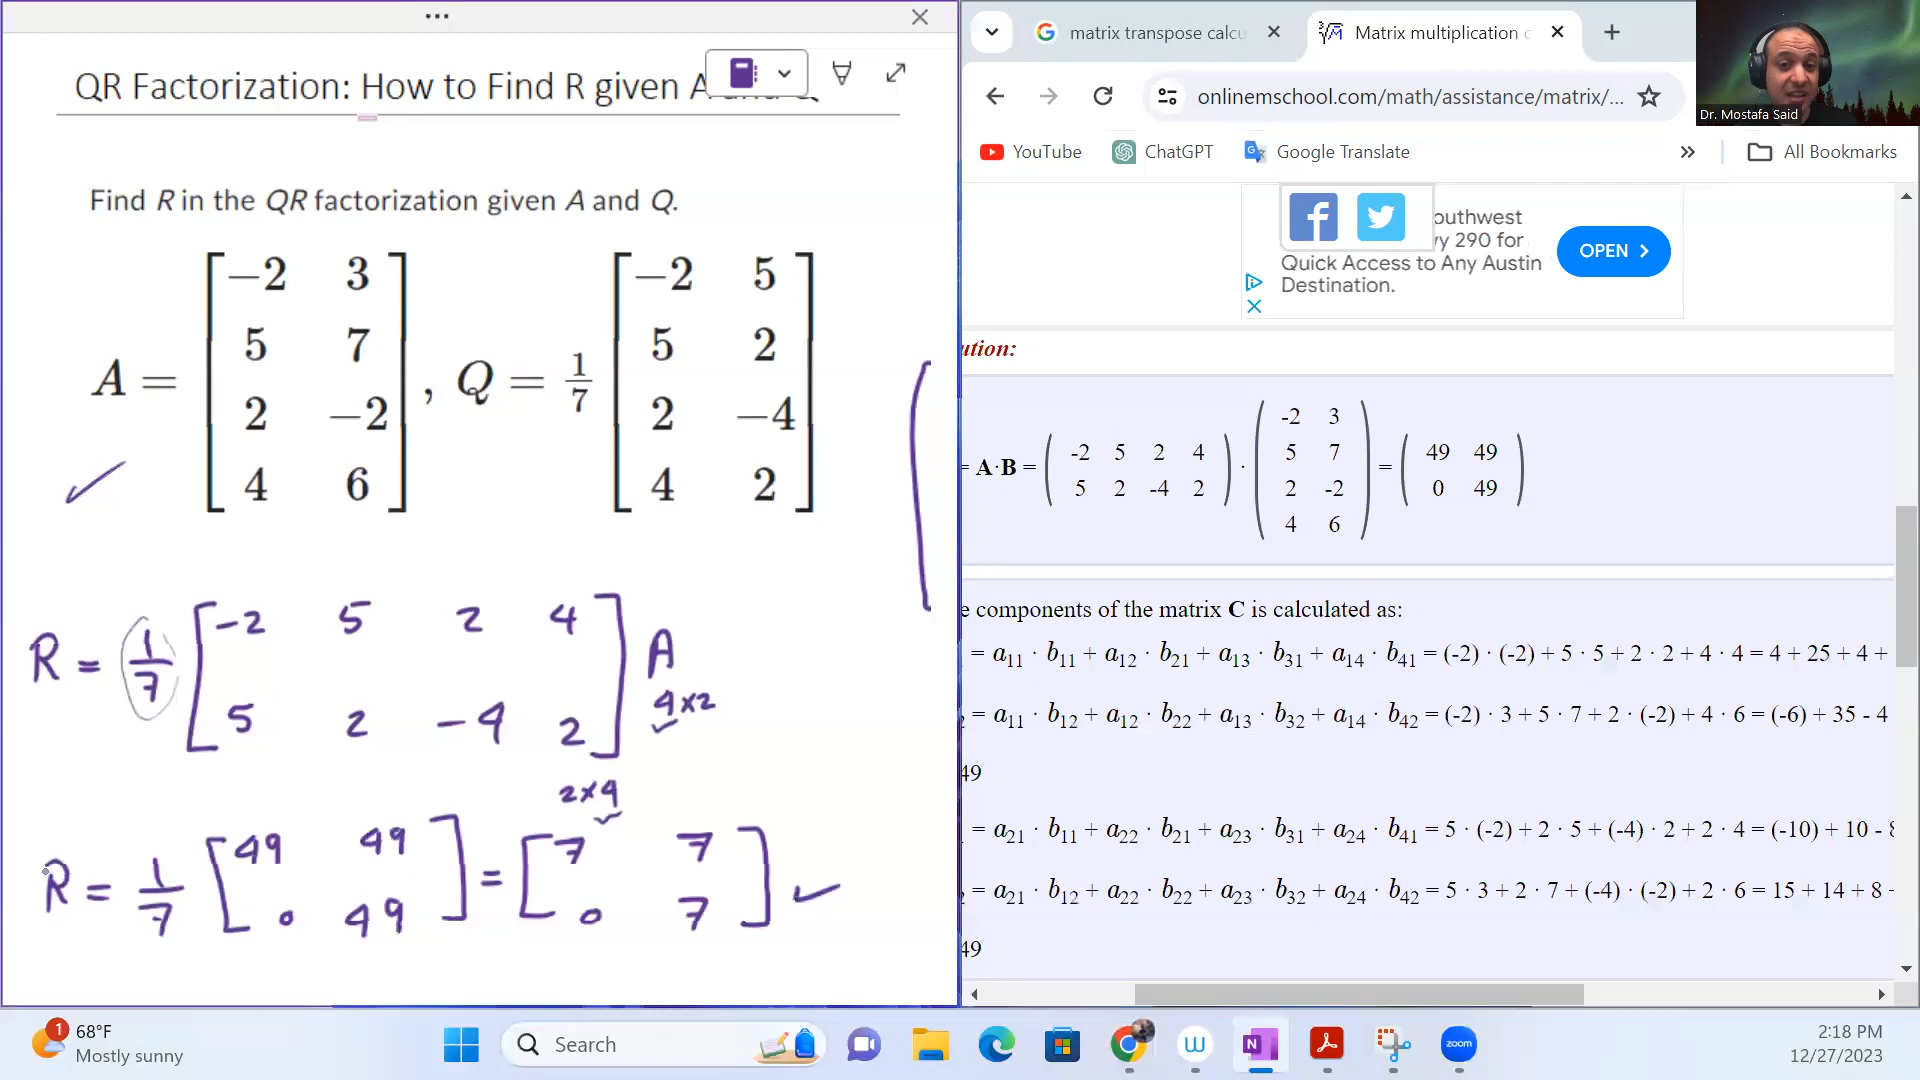 QR Factorization: How to Find R given A and Q
Find R in the QR factorization given A and Q.
A = [ −2 3
5 7
2 −2
4 6 ] , Q = 1/7 [ −2 5
5 2
2 −4
4 2 ]
R = 1/7 [ -2 5 2 4
5 2 -4 2 ] A
4x2
2x4
R = 1/7 [ 49 49
0 49 ] = [ 7 7
0 7 ] ✓
matrix transpose calcu
Matrix multiplication c
onlinemschool.com/math/assistance/matrix/...
YouTube ChatGPT Google Translate » All Bookmarks
Dr. Mostafa Said
outhwest
y 290 for
Quick Access to Any Austin
Destination.
OPEN
ution:
= A·B = ( -2 5 2 4
5 2 -4 2 ) · ( -2 3
5 7
2 -2
4 6 ) = ( 49 49
0 49 )
e components of the matrix C is calculated as:
= a11 · b11 + a12 · b21 + a13 · b31 + a14 · b41 = (-2) · (-2) + 5 · 5 + 2 · 2 + 4 · 4 = 4 + 25 + 4 +
= a11 · b12 + a12 · b22 + a13 · b32 + a14 · b42 = (-2) · 3 + 5 · 7 + 2 · (-2) + 4 · 6 = (-6) + 35 - 4
49
= a21 · b11 + a22 · b21 + a23 · b31 + a24 · b41 = 5 · (-2) + 2 · 5 + (-4) · 2 + 2 · 4 = (-10) + 10 - 8
= a21 · b12 + a22 · b22 + a23 · b32 + a24 · b42 = 5 · 3 + 2 · 7 + (-4) · (-2) + 2 · 6 = 15 + 14 + 8 -
49
1
68°F
Mostly sunny
Search
zoom
2:18 PM
12/27/2023